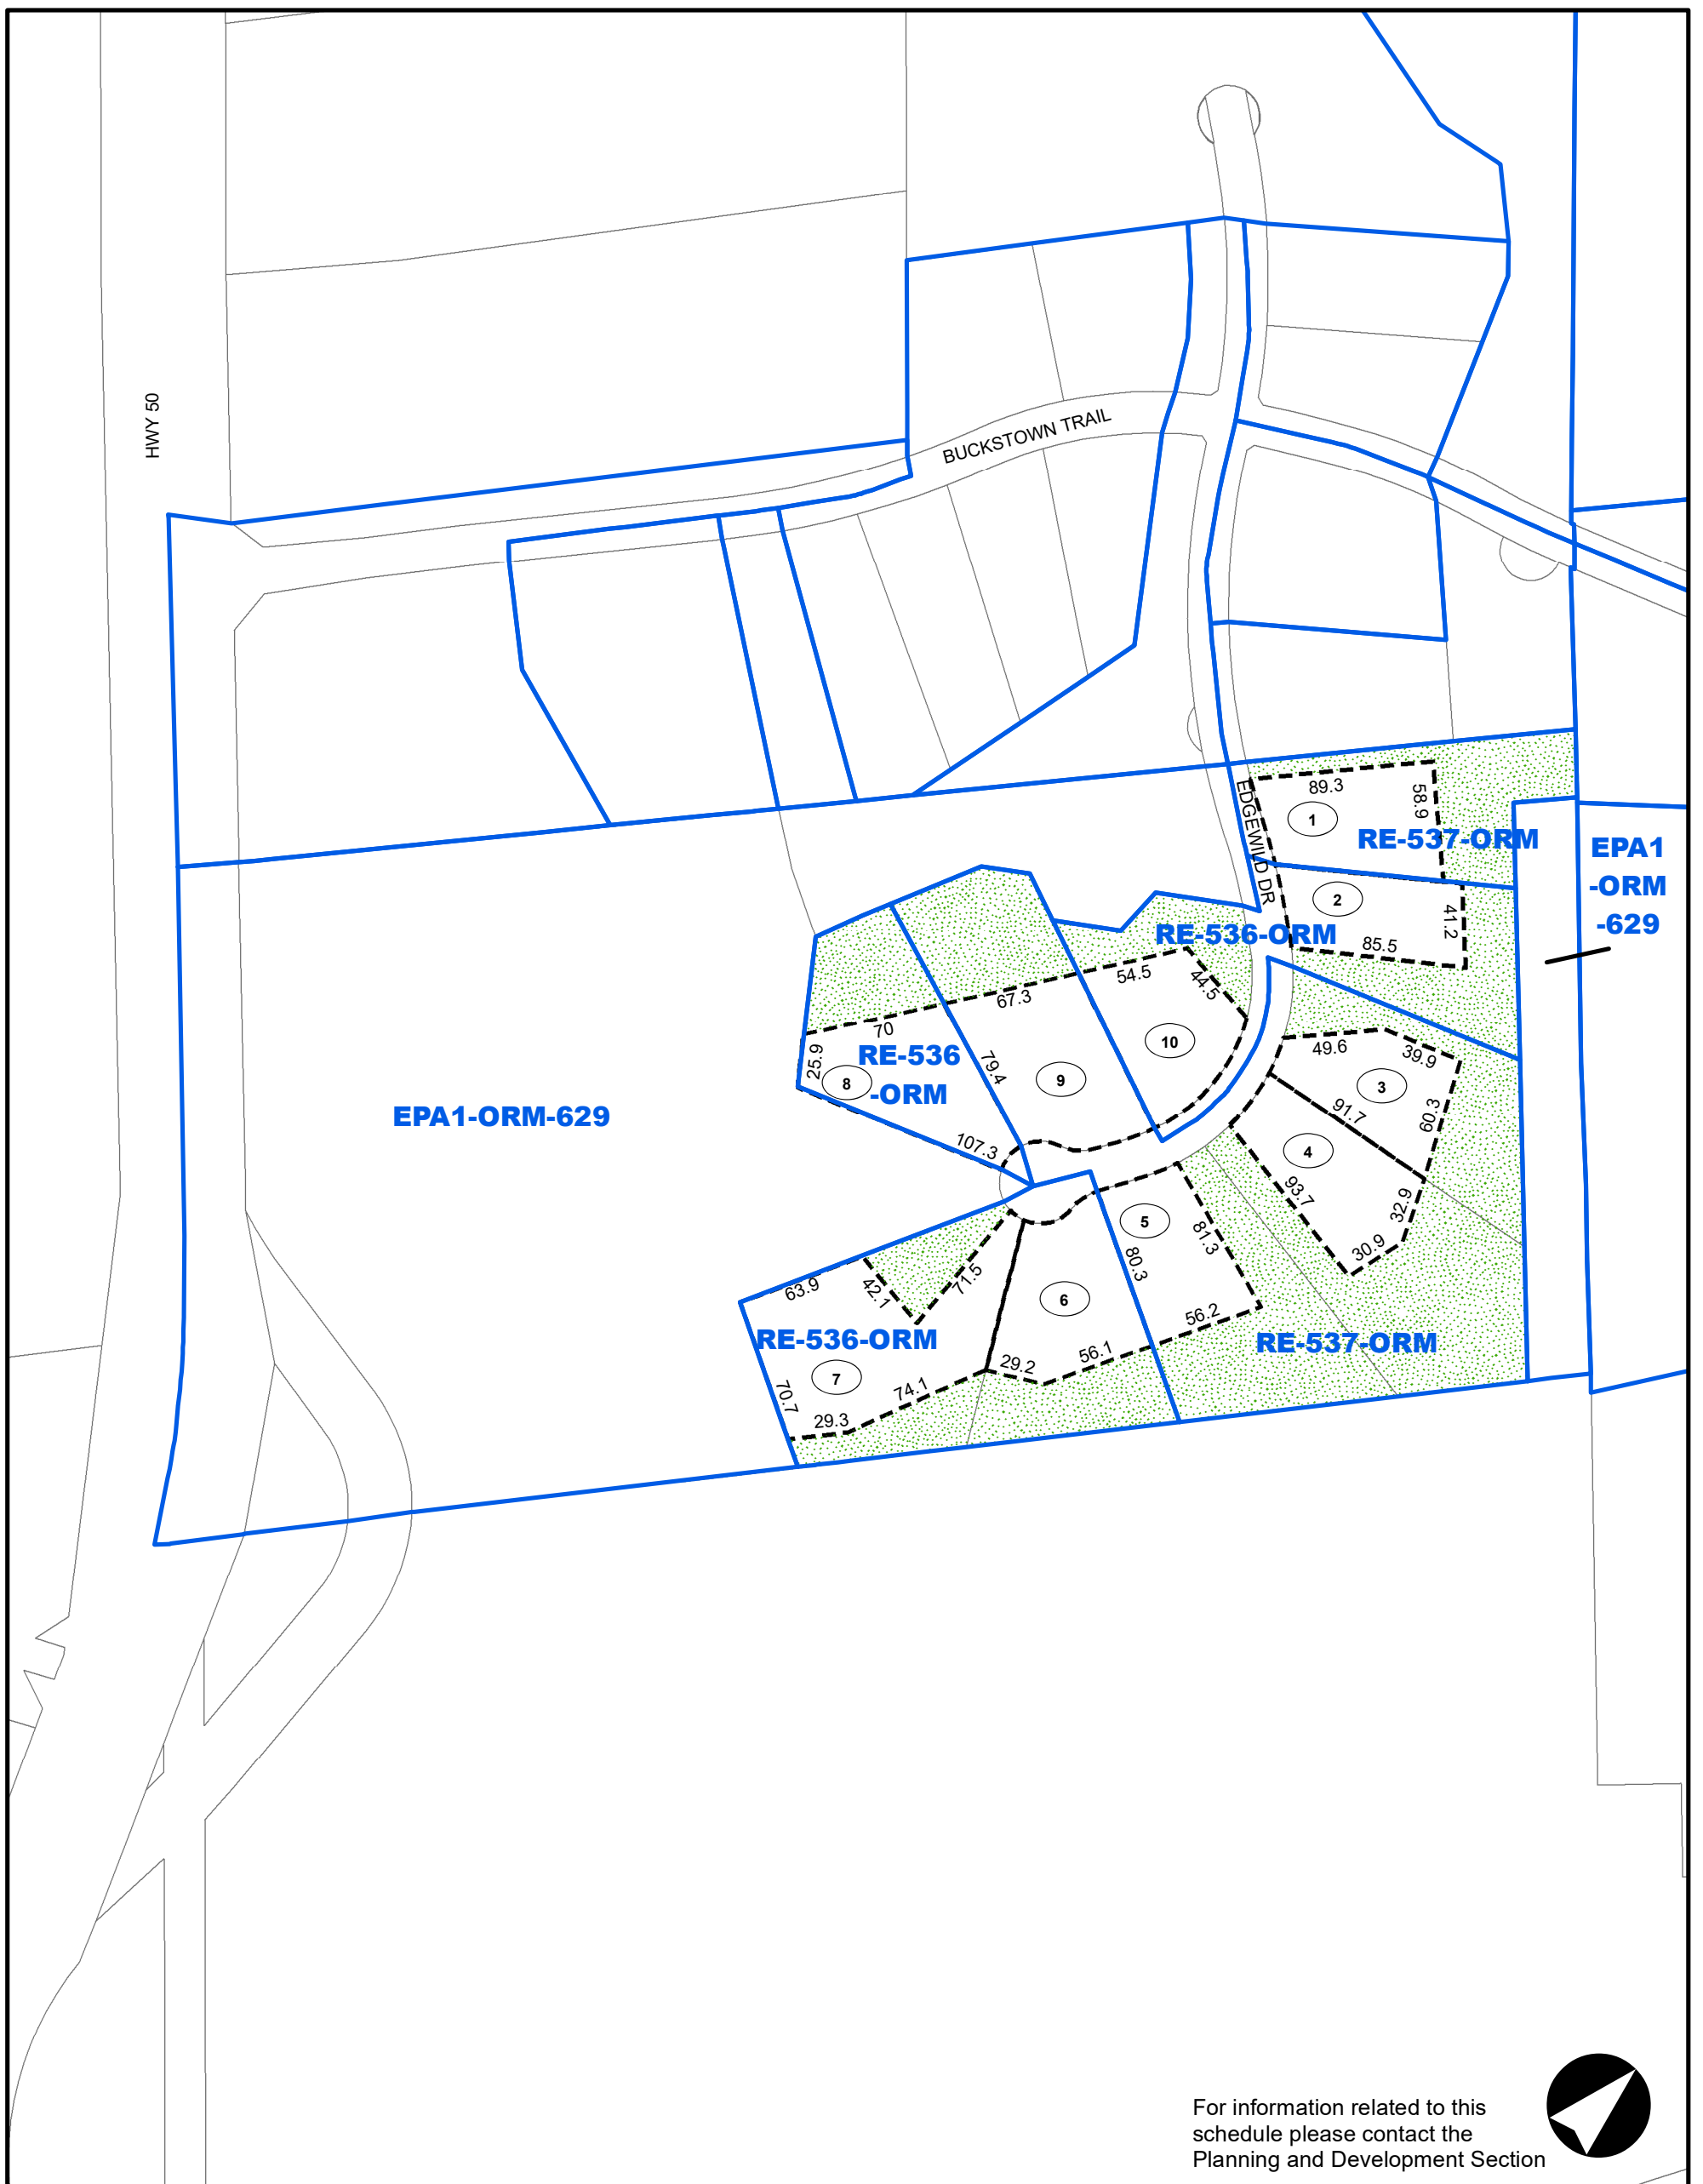 HWY 50
BUCKSTOWN TRAIL
EDGEWILD DR
89.3
58.9
1
RE-537-ORM
EPA1
-ORM
-629
2
41.2
85.5
RE-536-ORM
54.5
44.5
67.3
70
25.9
RE-536
-ORM
8
79.4
9
10
107.3
49.6
39.9
3
91.7
60.3
4
93.7
32.9
30.9
EPA1-ORM-629
5
81.3
80.3
56.2
6
71.5
42.1
63.9
RE-536-ORM
RE-537-ORM
56.1
29.2
7
74.1
70.7
29.3
For information related to this
schedule please contact the
Planning and Development Section